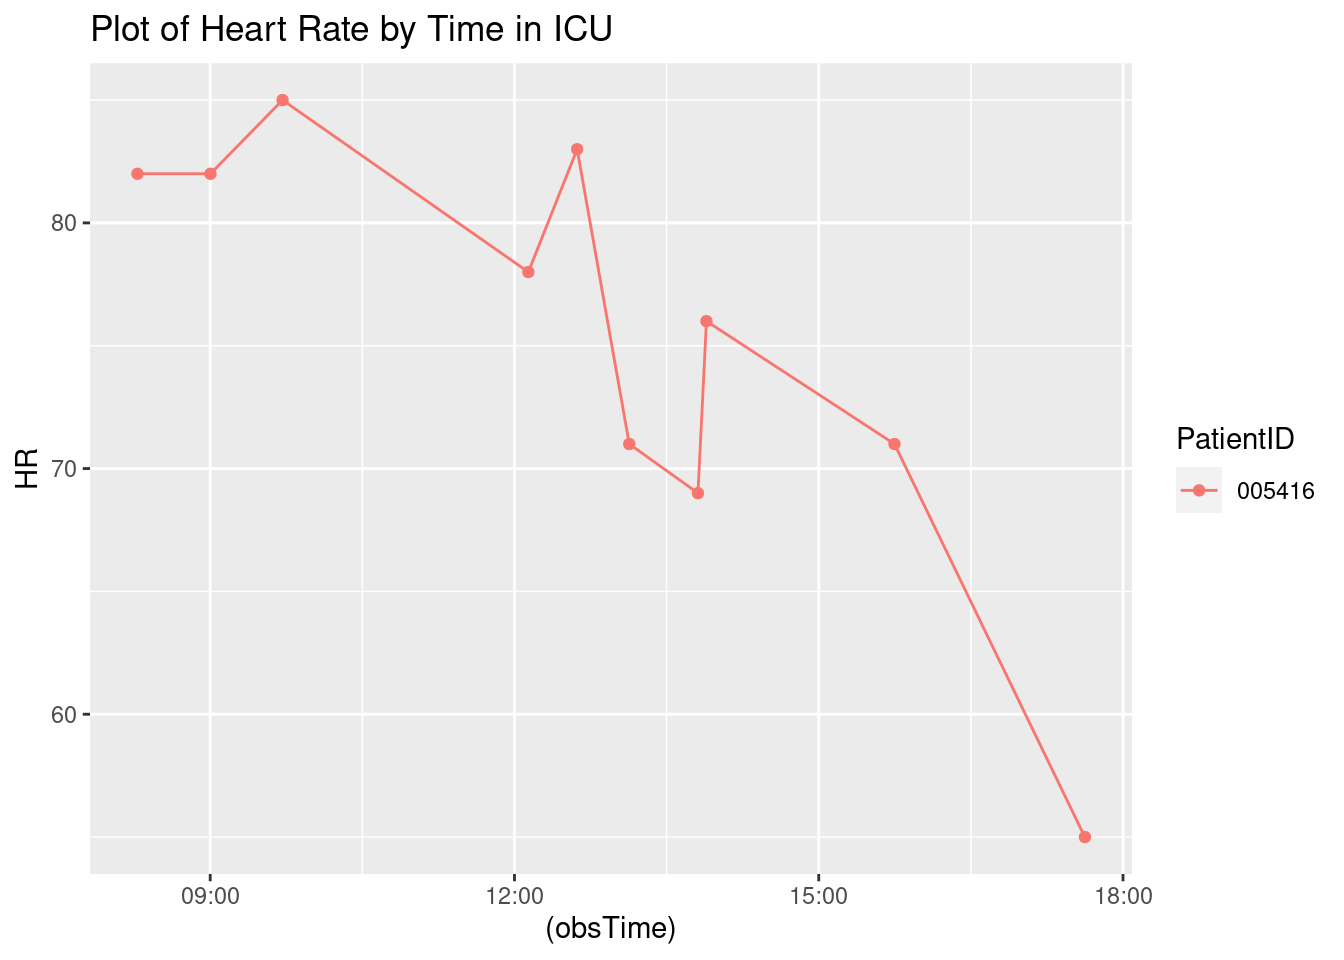 Plot of Heart Rate by Time in ICU
80
70
60
HR
09:00 12:00 15:00 18:00
(obsTime)
PatientID
005416